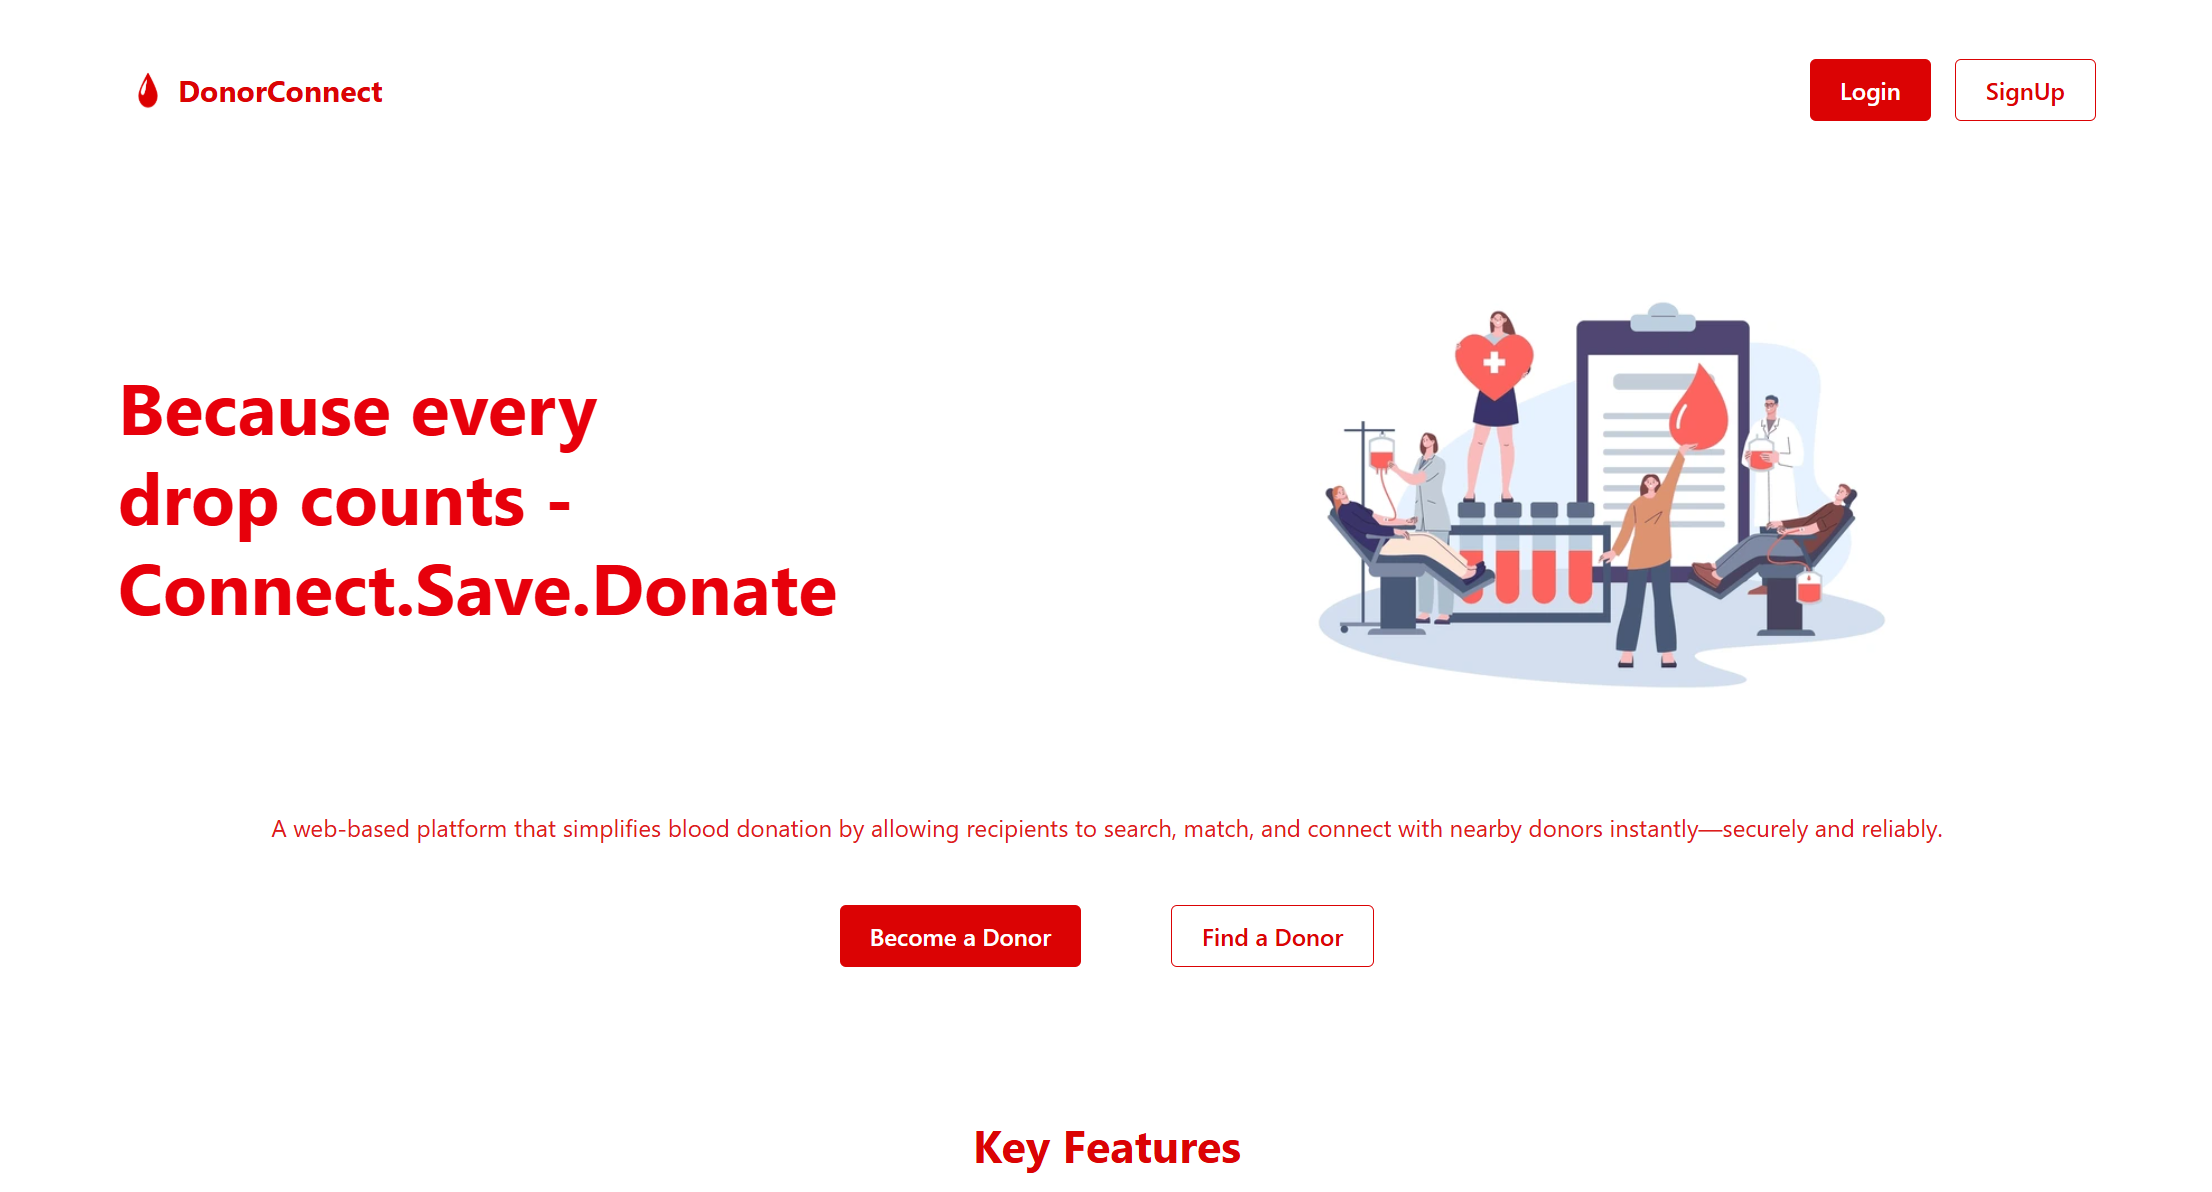 DonorConnect
Login
SignUp
Because every
drop counts -
Connect.Save.Donate
A web-based platform that simplifies blood donation by allowing recipients to search, match, and connect with nearby donors instantly—securely and reliably.
Become a Donor
Find a Donor
Key Features